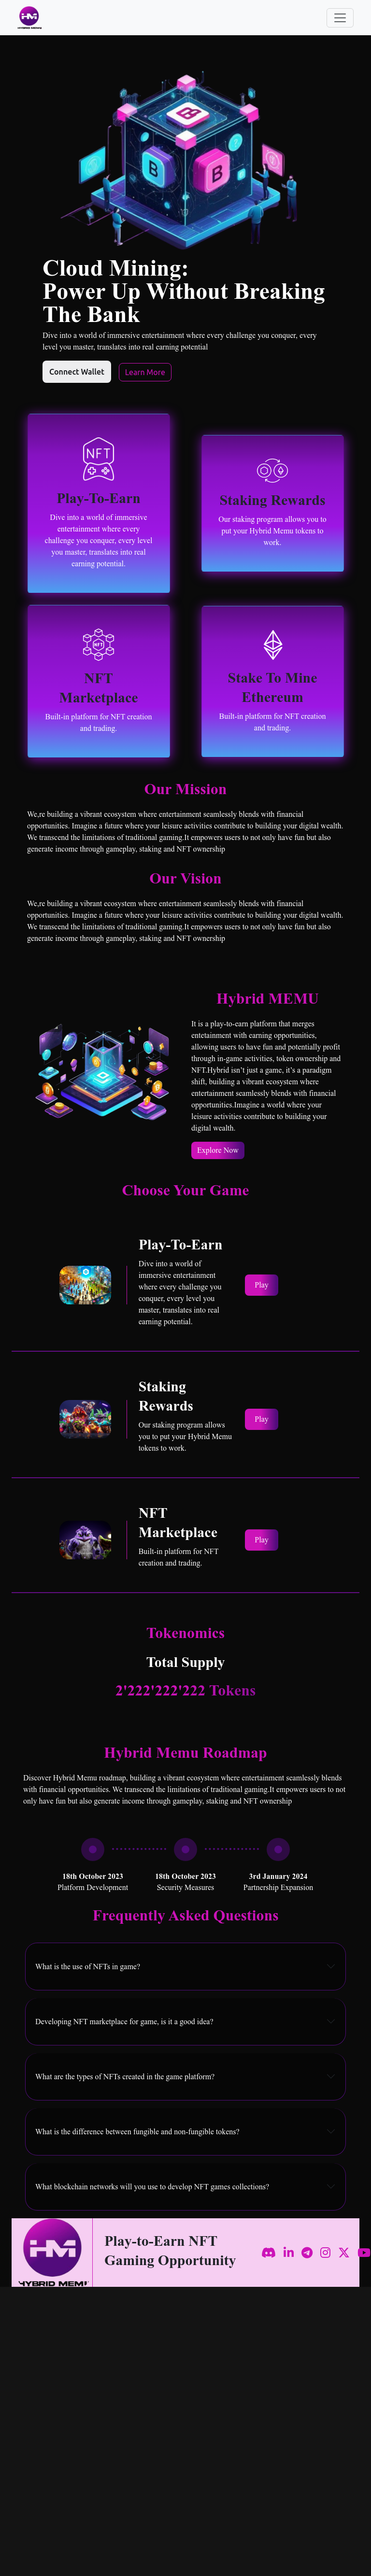 HM
HYBRID MEMU
Cloud Mining:
Power Up Without Breaking
The Bank
Dive into a world of immersive entertainment where every challenge you conquer, every
level you master, translates into real earning potential
Connect Wallet
Learn More
NFT
Play-To-Earn
Dive into a world of immersive
entertainment where every
challenge you conquer, every level
you master, translates into real
earning potential.
Staking Rewards
Our staking program allows you to
put your Hybrid Memu tokens to
work.
NFT
NFT
Marketplace
Built-in platform for NFT creation
and trading.
Stake To Mine
Ethereum
Built-in platform for NFT creation
and trading.
Our Mission
We,re building a vibrant ecosystem where entertainment seamlessly blends with financial
opportunities. Imagine a future where your leisure activities contribute to building your digital wealth.
We transcend the limitations of traditional gaming.It empowers users to not only have fun but also
generate income through gameplay, staking and NFT ownership
Our Vision
We,re building a vibrant ecosystem where entertainment seamlessly blends with financial
opportunities. Imagine a future where your leisure activities contribute to building your digital wealth.
We transcend the limitations of traditional gaming.It empowers users to not only have fun but also
generate income through gameplay, staking and NFT ownership
Hybrid MEMU
It is a play-to-earn platform that merges
entetainment with earning opportunities,
allowing users to have fun and potentially profit
through in-game activities, token ownership and
NFT.Hybrid isn't just a game, it's a paradigm
shift, building a vibrant ecosystem where
entertainment seamlessly blends with financial
opportunities.Imagine a world where your
leisure activities contribute to building your
digital wealth.
Explore Now
Choose Your Game
Play-To-Earn
Dive into a world of
immersive entertainment
where every challenge you
conquer, every level you
master, translates into real
earning potential.
Play
Staking
Rewards
Our staking program allows
you to put your Hybrid Memu
tokens to work.
Play
NFT
Marketplace
Built-in platform for NFT
creation and trading.
Play
Tokenomics
Total Supply
2'222'222'222 Tokens
Hybrid Memu Roadmap
Discover Hybrid Memu roadmap, building a vibrant ecosystem where entertainment seamlessly blends
with financial opportunities. We transcend the limitations of traditional gaming.It empowers users to not
only have fun but also generate income through gameplay, staking and NFT ownership
18th October 2023
Platform Development
18th October 2023
Security Measures
3rd January 2024
Partnership Expansion
Frequently Asked Questions
What is the use of NFTs in game?
Developing NFT marketplace for game, is it a good idea?
What are the types of NFTs created in the game platform?
What is the difference between fungible and non-fungible tokens?
What blockchain networks will you use to develop NFT games collections?
HM
HYBRID MEM
Play-to-Earn NFT
Gaming Opportunity